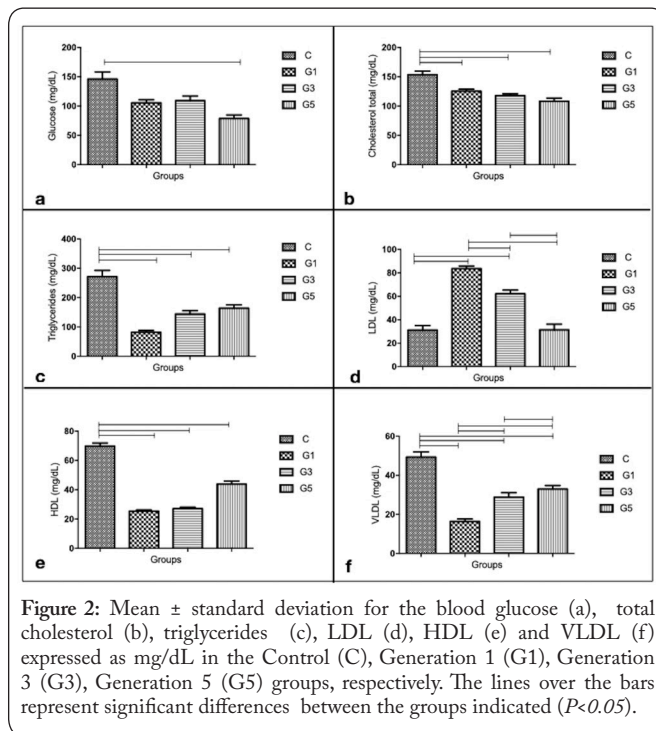 200
150
100
50
0
Glucose (mg/dL)
Groups
C
G1
G3
G5
a
200
150
100
50
0
Cholesterol total (mg/dL)
Groups
C
G1
G3
G5
b
400
300
200
100
0
Triglycerides (mg/dL)
Groups
C
G1
G3
G5
c
100
80
60
40
20
0
LDL (mg/dL)
Groups
C
G1
G3
G5
d
80
60
40
20
0
HDL (mg/dL)
Groups
C
G1
G3
G5
e
60
40
20
0
VLDL (mg/dL)
Groups
C
G1
G3
G5
f
Figure 2: Mean ± standard deviation for the blood glucose (a), total
cholesterol (b), triglycerides (c), LDL (d), HDL (e) and VLDL (f)
expressed as mg/dL in the Control (C), Generation 1 (G1), Generation
3 (G3), Generation 5 (G5) groups, respectively. The lines over the bars
represent significant differences between the groups indicated (P<0.05).